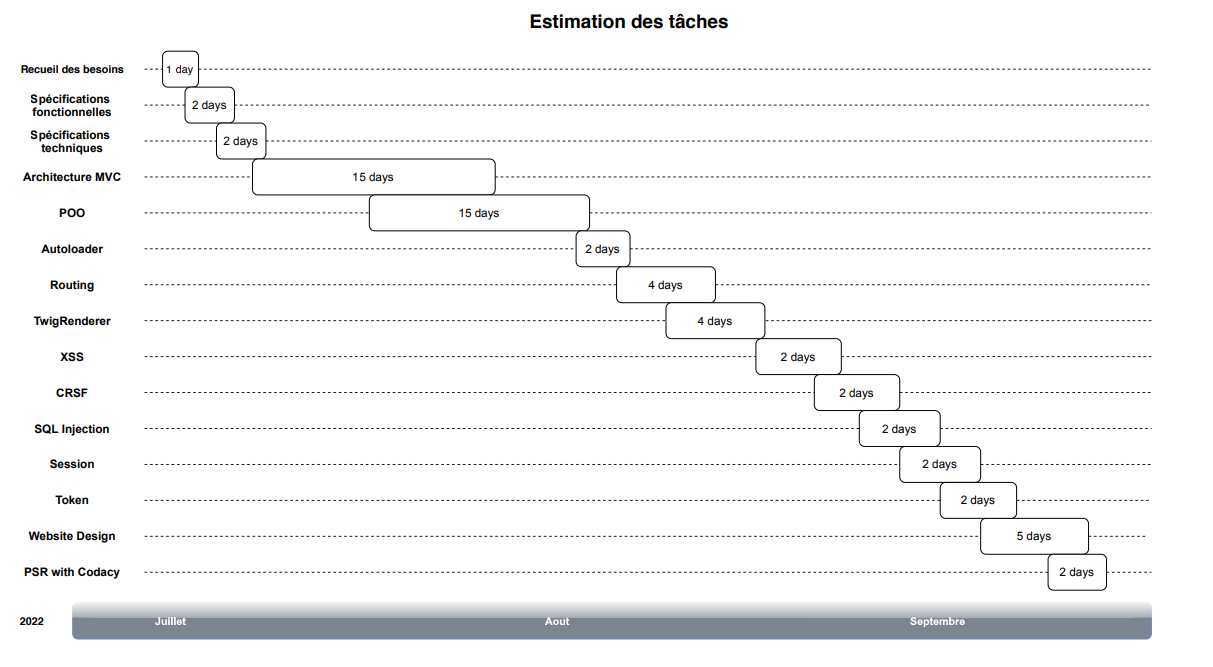 Estimation des tâches
Recueil des besoins
1 day
Spécifications
fonctionnelles
2 days
Spécifications
techniques
2 days
Architecture MVC
15 days
POO
15 days
Autoloader
2 days
Routing
4 days
TwigRenderer
4 days
XSS
2 days
CRSF
2 days
SQL Injection
2 days
Session
2 days
Token
2 days
Website Design
5 days
PSR with Codacy
2 days
2022
Juillet
Aout
Septembre